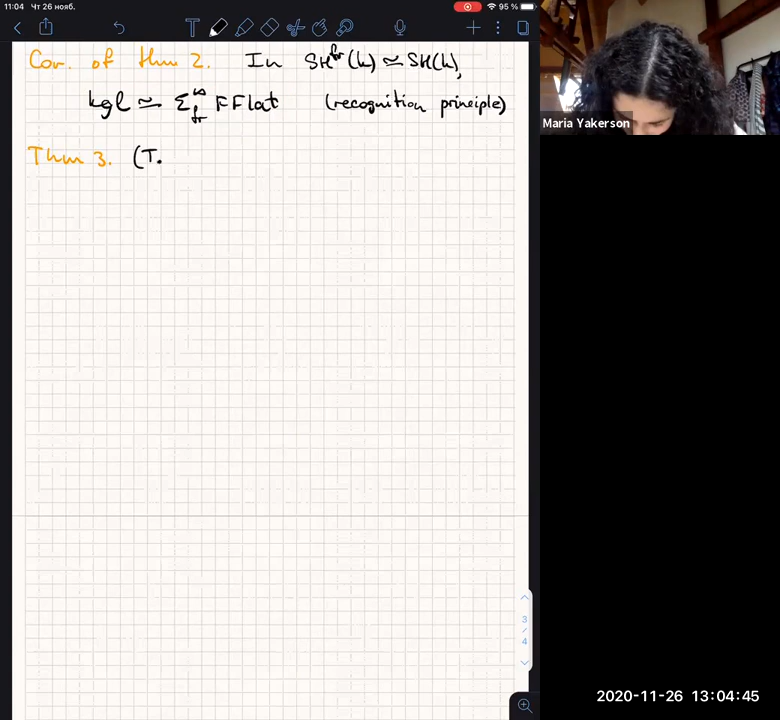 11:04 Чт 26 нояб.
95 %
Cor. of thm 2. In SH^fr(k) ≃ SH(k),
kgl ≃ Σ^∞_fr FFlat (recognition principle)
Maria Yakerson
Thm 3. (T.
3
/
4
2020-11-26 13:04:45